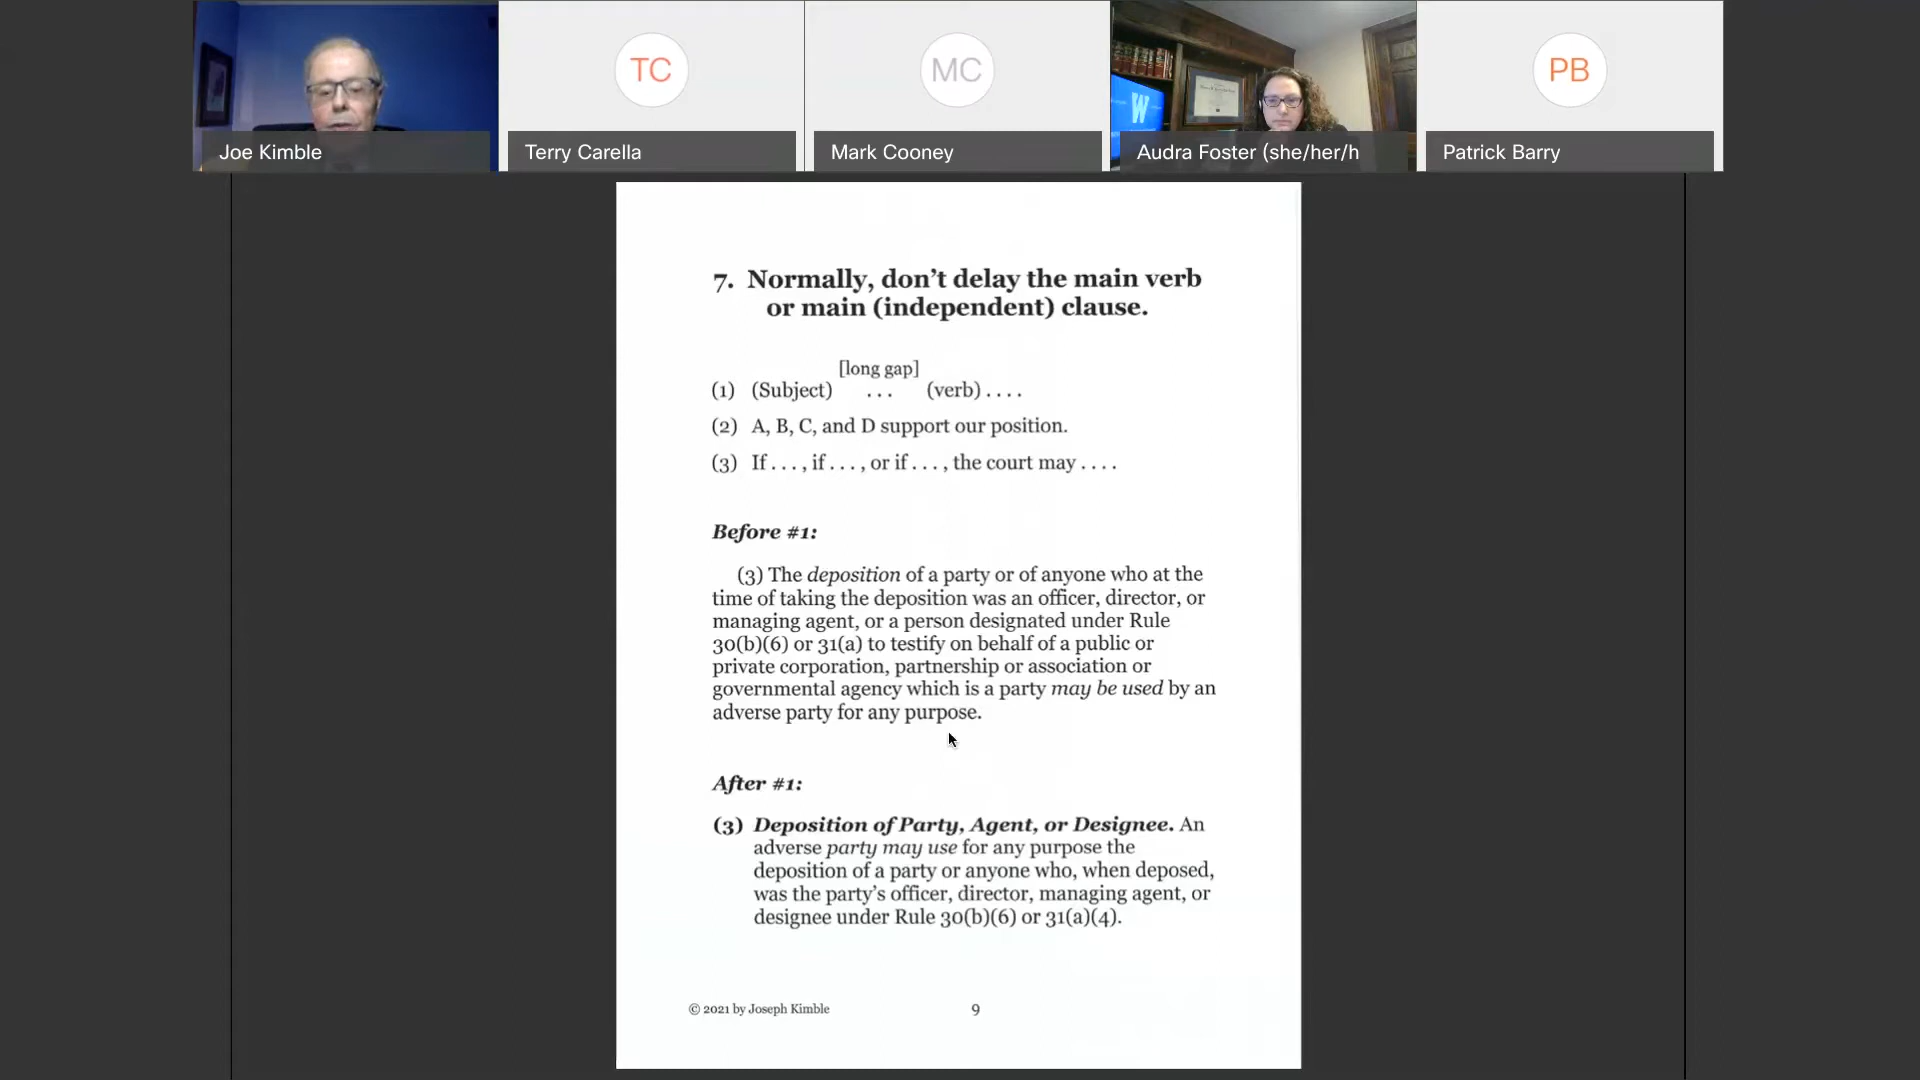 TC
MC
W
PB
Joe Kimble
Terry Carella
Mark Cooney
Audra Foster (she/her/h
Patrick Barry
7. Normally, don’t delay the main verb
or main (independent) clause.
[long gap]
(1) (Subject) . . . (verb) . . . .
(2) A, B, C, and D support our position.
(3) If . . . , if . . . , or if . . . , the court may . . . .
Before #1:
(3) The deposition of a party or of anyone who at the
time of taking the deposition was an officer, director, or
managing agent, or a person designated under Rule
30(b)(6) or 31(a) to testify on behalf of a public or
private corporation, partnership or association or
governmental agency which is a party may be used by an
adverse party for any purpose.
After #1:
(3) Deposition of Party, Agent, or Designee. An
adverse party may use for any purpose the
deposition of a party or anyone who, when deposed,
was the party’s officer, director, managing agent, or
designee under Rule 30(b)(6) or 31(a)(4).
© 2021 by Joseph Kimble 9